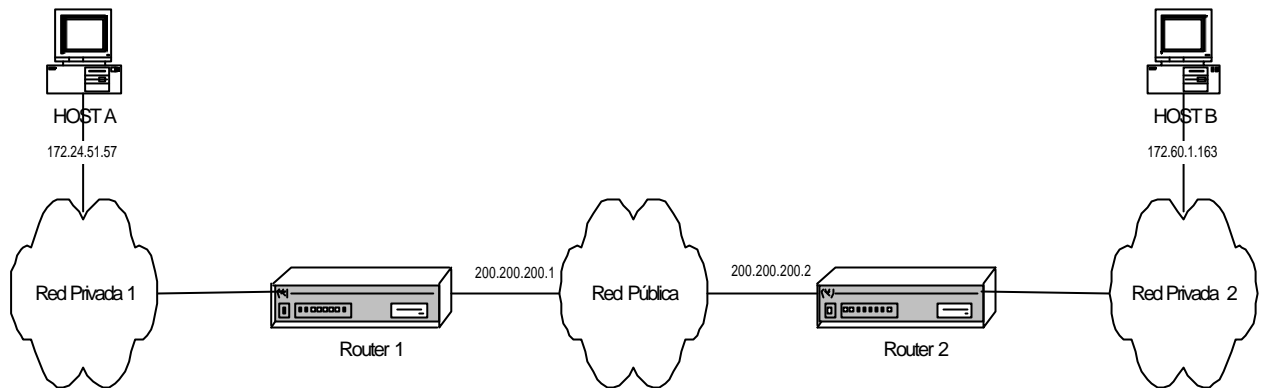 HOST A
HOST B
172.24.51.57
172.60.1.163
200.200.200.1
200.200.200.2
Red Privada 1
Red Pública
Red Privada 2
Router 1
Router 2